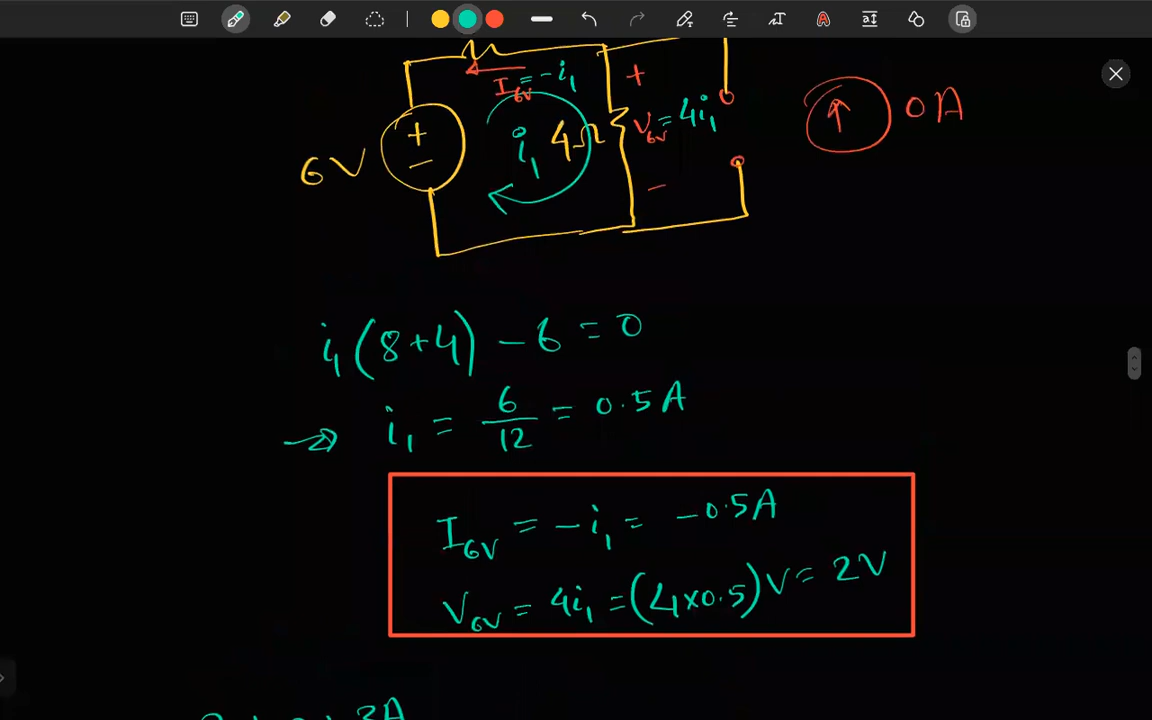 I6V = -i1
+
6V
+
-
i1
4Ω
V6V = 4i1
-
↑
0A
i1(8+4) - 6 = 0
→ i1 = 6/12 = 0.5A
I6V = -i1 = -0.5A
V6V = 4i1 = (4×0.5)V = 2V
3A